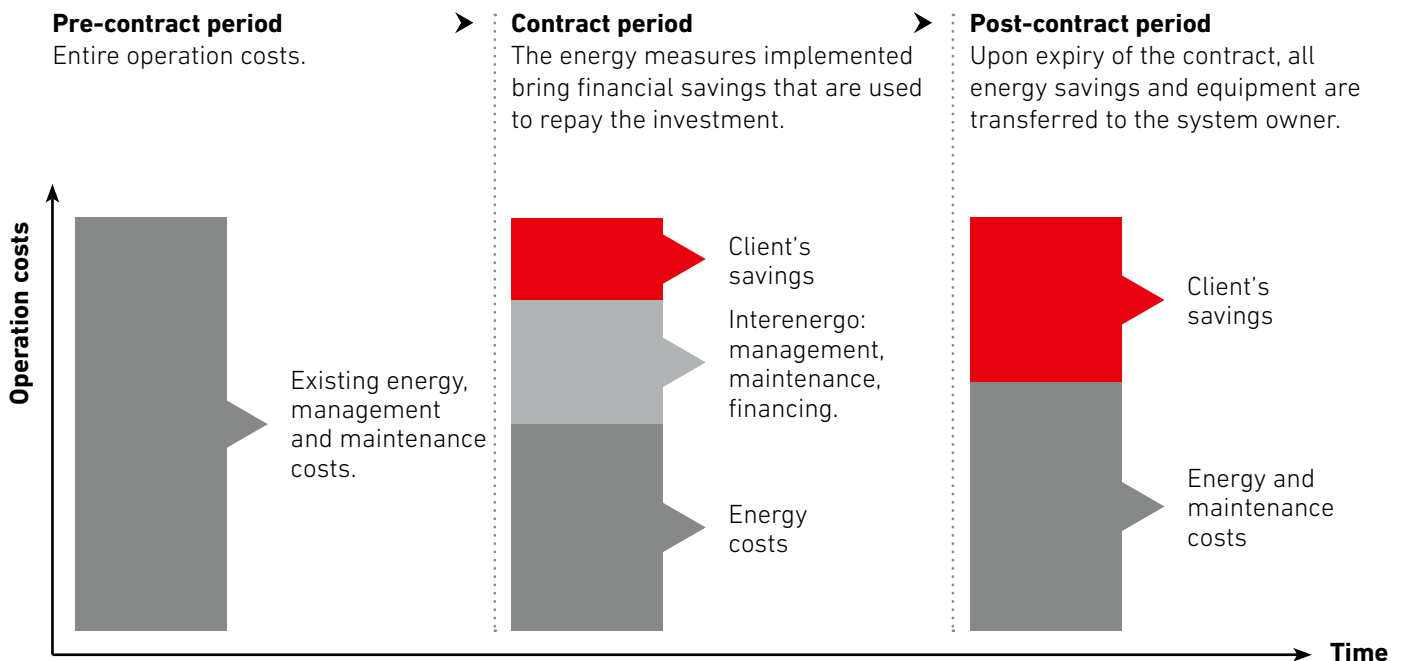 Pre-contract period
Entire operation costs.
Contract period
The energy measures implemented
bring financial savings that are used
to repay the investment.
Post-contract period
Upon expiry of the contract, all
energy savings and equipment are
transferred to the system owner.
Operation costs
Existing energy,
management
and maintenance
costs.
Client's
savings
Interenergo:
management,
maintenance,
financing.
Energy
costs
Client's
savings
Energy and
maintenance
costs
Time